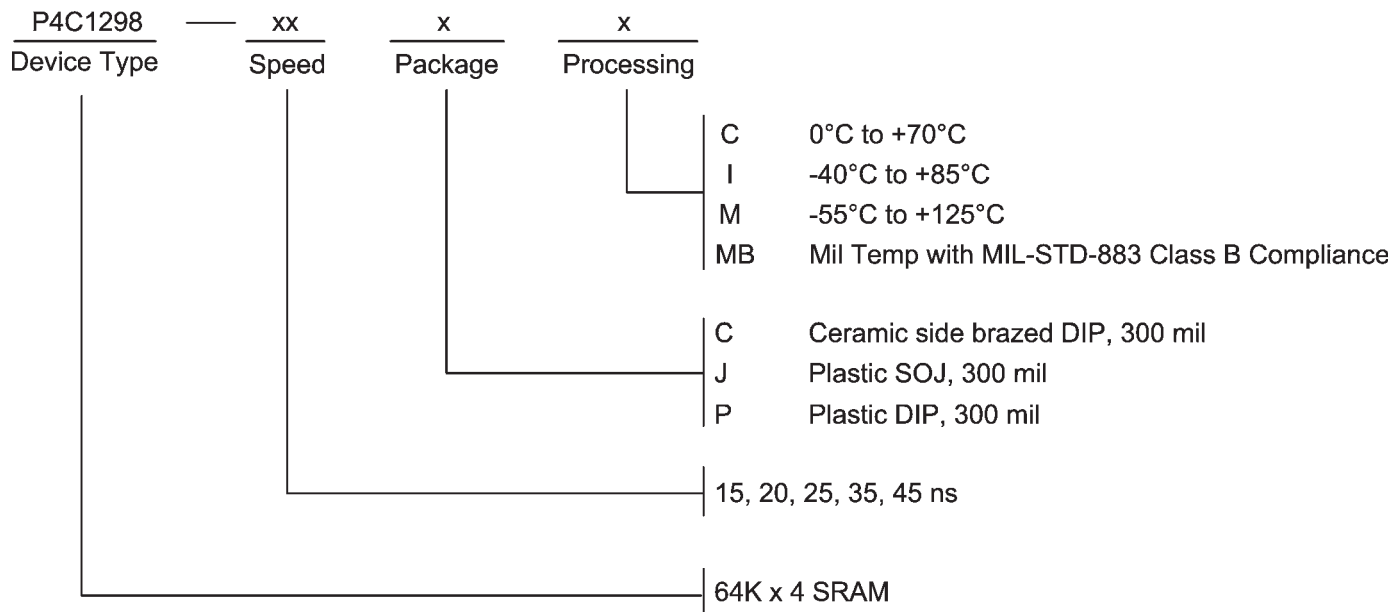 P4C1298 — xx x x
Device Type Speed Package Processing
C 0°C to +70°C
I -40°C to +85°C
M -55°C to +125°C
MB Mil Temp with MIL-STD-883 Class B Compliance
C Ceramic side brazed DIP, 300 mil
J Plastic SOJ, 300 mil
P Plastic DIP, 300 mil
15, 20, 25, 35, 45 ns
64K x 4 SRAM